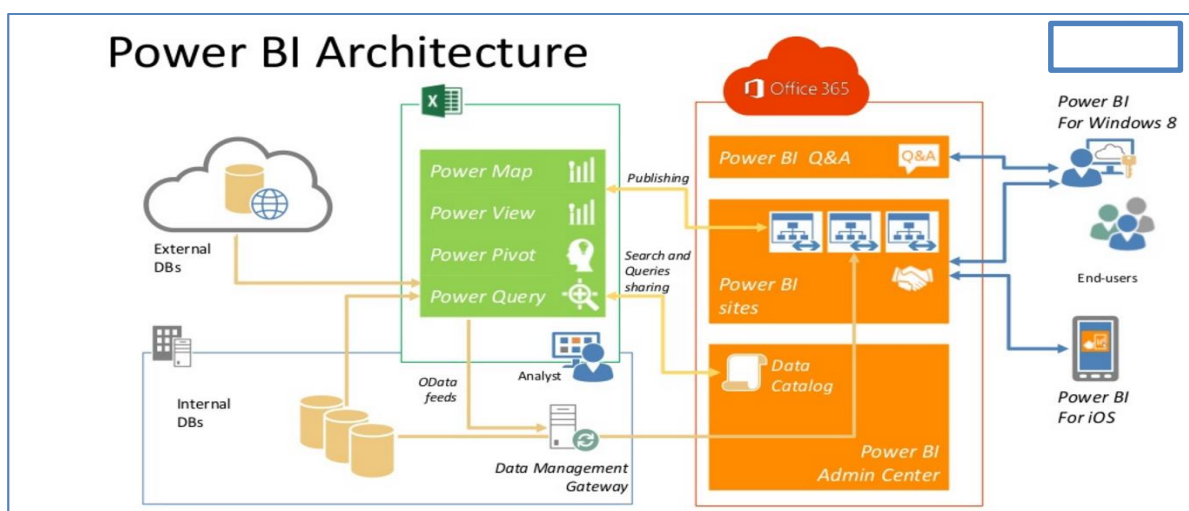 Power BI Architecture
Office 365
Power BI
For Windows 8
Power BI Q&A
Q&A
Power Map
Publishing
Power View
External
DBs
Power Pivot
Search and
Queries
sharing
End-users
Power Query
Power BI
sites
Data
Catalog
Analyst
OData
feeds
Internal
DBs
Power BI
For iOS
Power BI
Admin Center
Data Management
Gateway